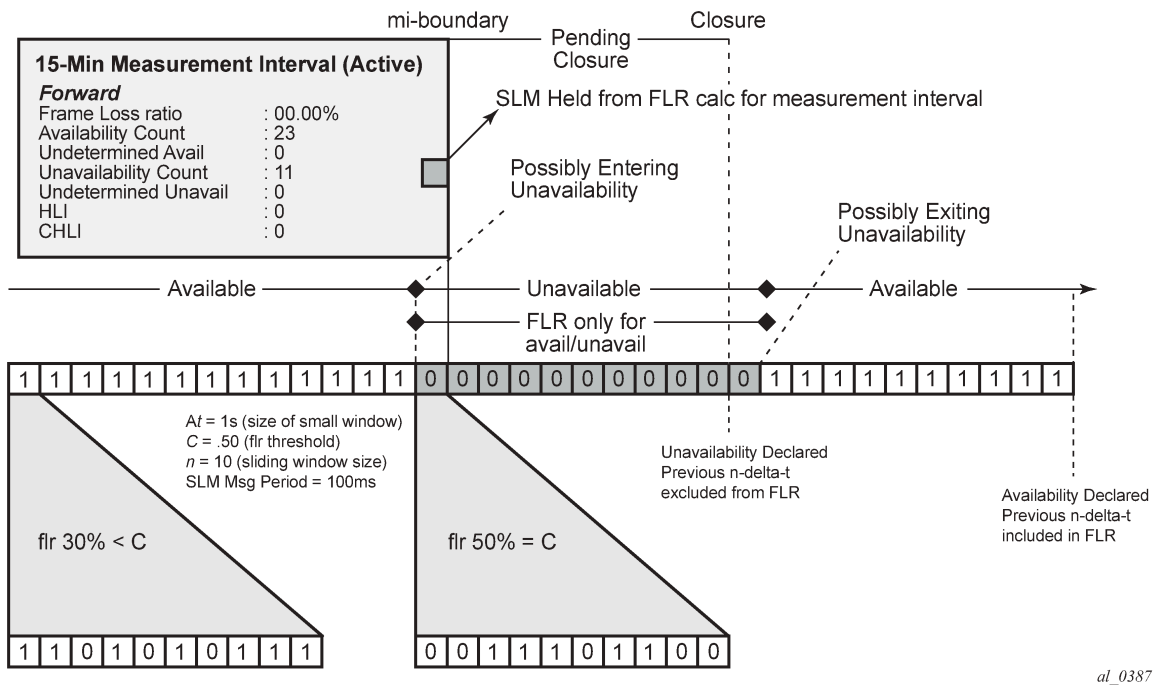 mi-boundary
Closure
Pending
Closure
15-Min Measurement Interval (Active)
Forward
Frame Loss ratio : 00.00%
Availability Count : 23
Undetermined Avail : 0
Unavailability Count : 11
Undetermined Unavail : 0
HLI : 0
CHLI : 0
SLM Held from FLR calc for measurement interval
Possibly Entering
Unavailability
Possibly Exiting
Unavailability
Available
Unavailable
Available
FLR only for
avail/unavail
1 1 1 1 1 1 1 1 1 1 1 1 1 0 0 0 0 0 0 0 0 0 0 0 1 1 1 1 1 1 1 1 1 1
At = 1s (size of small window)
C = .50 (flr threshold)
n = 10 (sliding window size)
SLM Msg Period = 100ms
Unavailability Declared
Previous n-delta-t
excluded from FLR
Availability Declared
Previous n-delta-t
included in FLR
flr 30% < C
flr 50% = C
1 1 0 1 0 1 0 1 1 1
0 0 1 1 1 0 1 1 0 0
al_0387